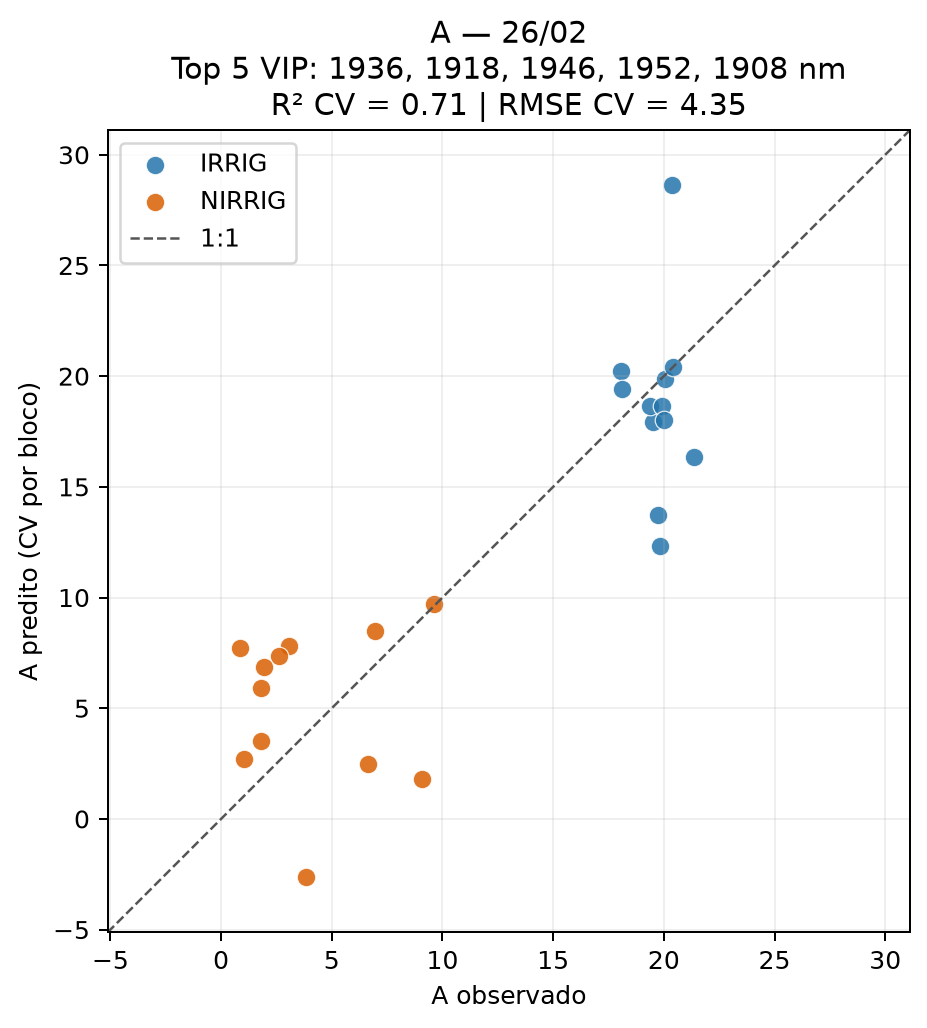 A — 26/02
Top 5 VIP: 1936, 1918, 1946, 1952, 1908 nm
R² CV = 0.71 | RMSE CV = 4.35
IRRIG
NIRRIG
1:1
30
25
20
15
10
5
0
−5
A predito (CV por bloco)
−5 0 5 10 15 20 25 30
A observado